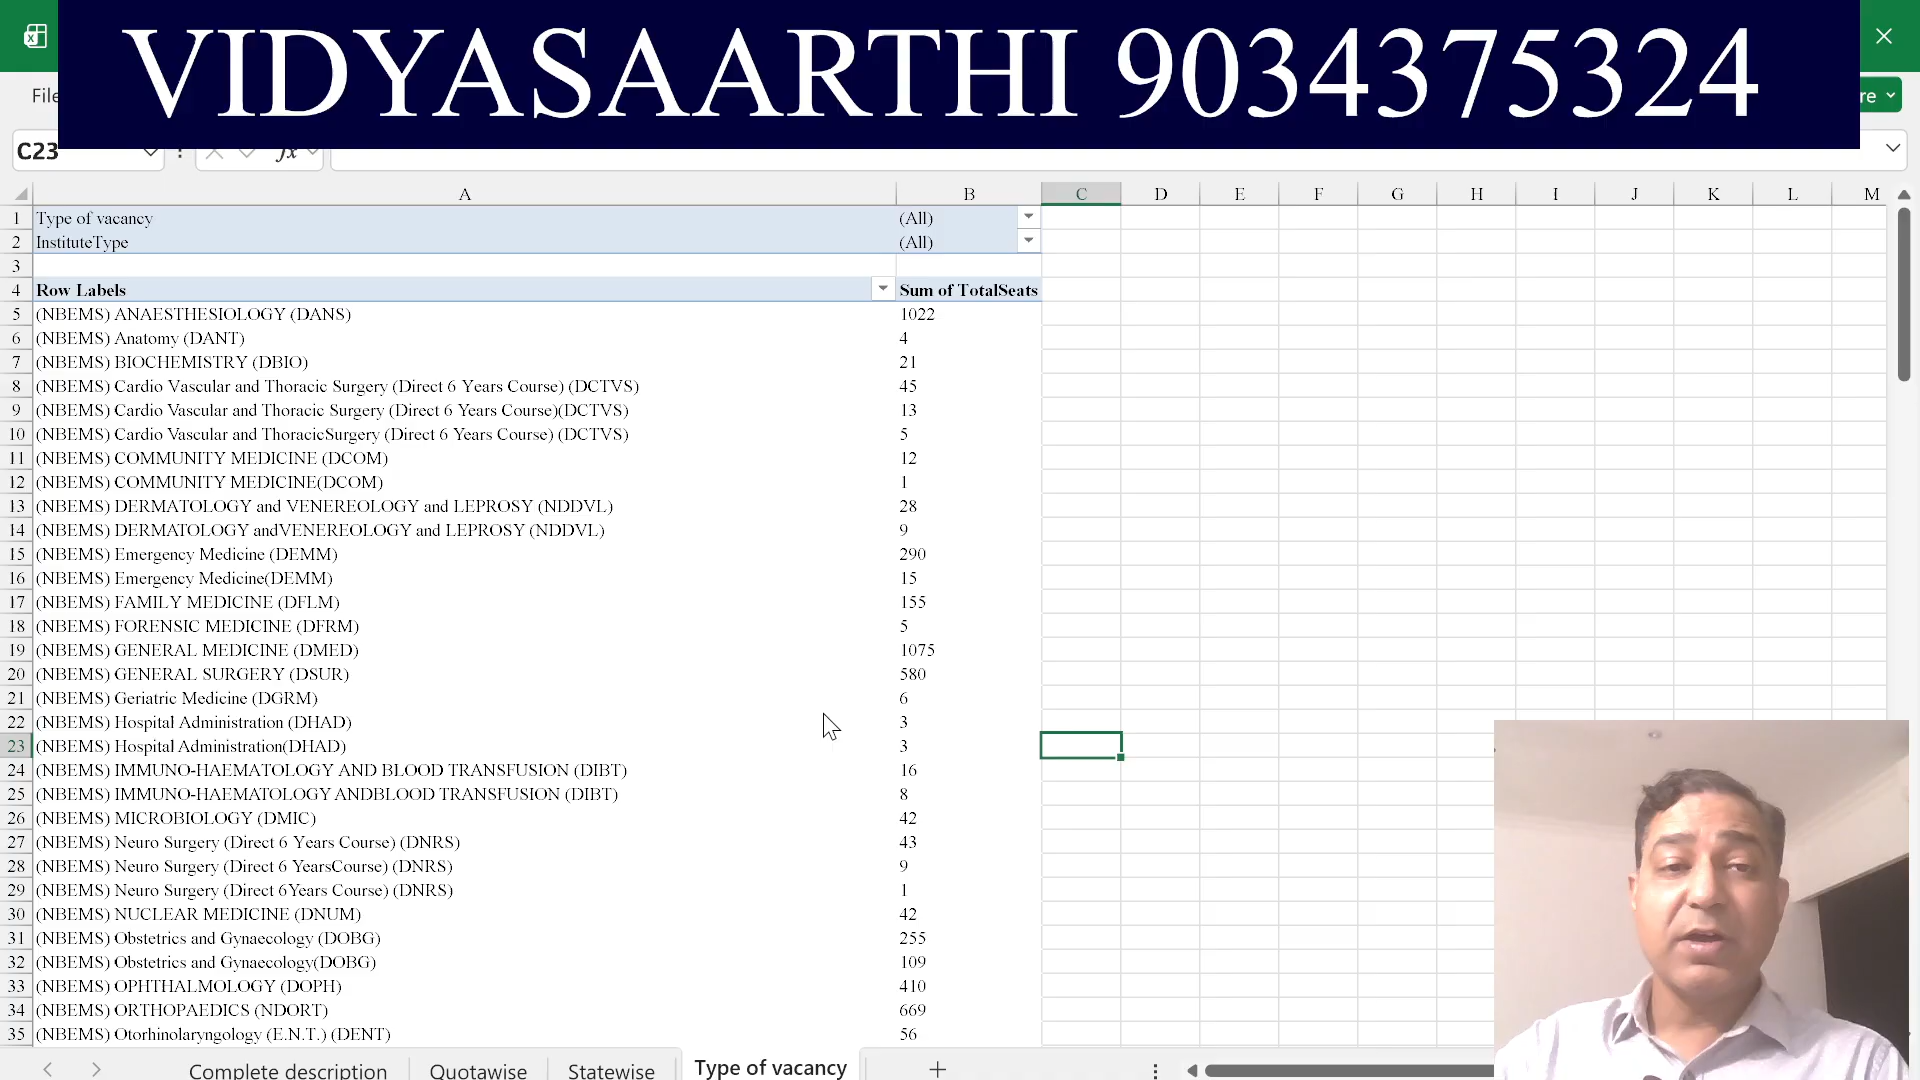 VIDYASAARTHI 9034375324
File
re
C23 fx
A B C D E F G H I J K L M
1 Type of vacancy (All)
2 InstituteType (All)
3
4 Row Labels Sum of TotalSeats
5 (NBEMS) ANAESTHESIOLOGY (DANS) 1022
6 (NBEMS) Anatomy (DANT) 4
7 (NBEMS) BIOCHEMISTRY (DBIO) 21
8 (NBEMS) Cardio Vascular and Thoracic Surgery (Direct 6 Years Course) (DCTVS) 45
9 (NBEMS) Cardio Vascular and Thoracic Surgery (Direct 6 Years Course)(DCTVS) 13
10 (NBEMS) Cardio Vascular and ThoracicSurgery (Direct 6 Years Course) (DCTVS) 5
11 (NBEMS) COMMUNITY MEDICINE (DCOM) 12
12 (NBEMS) COMMUNITY MEDICINE(DCOM) 1
13 (NBEMS) DERMATOLOGY and VENEREOLOGY and LEPROSY (NDDVL) 28
14 (NBEMS) DERMATOLOGY andVENEREOLOGY and LEPROSY (NDDVL) 9
15 (NBEMS) Emergency Medicine (DEMM) 290
16 (NBEMS) Emergency Medicine(DEMM) 15
17 (NBEMS) FAMILY MEDICINE (DFLM) 155
18 (NBEMS) FORENSIC MEDICINE (DFRM) 5
19 (NBEMS) GENERAL MEDICINE (DMED) 1075
20 (NBEMS) GENERAL SURGERY (DSUR) 580
21 (NBEMS) Geriatric Medicine (DGRM) 6
22 (NBEMS) Hospital Administration (DHAD) 3
23 (NBEMS) Hospital Administration(DHAD) 3
24 (NBEMS) IMMUNO-HAEMATOLOGY AND BLOOD TRANSFUSION (DIBT) 16
25 (NBEMS) IMMUNO-HAEMATOLOGY ANDBLOOD TRANSFUSION (DIBT) 8
26 (NBEMS) MICROBIOLOGY (DMIC) 42
27 (NBEMS) Neuro Surgery (Direct 6 Years Course) (DNRS) 43
28 (NBEMS) Neuro Surgery (Direct 6 YearsCourse) (DNRS) 9
29 (NBEMS) Neuro Surgery (Direct 6Years Course) (DNRS) 1
30 (NBEMS) NUCLEAR MEDICINE (DNUM) 42
31 (NBEMS) Obstetrics and Gynaecology (DOBG) 255
32 (NBEMS) Obstetrics and Gynaecology(DOBG) 109
33 (NBEMS) OPHTHALMOLOGY (DOPH) 410
34 (NBEMS) ORTHOPAEDICS (NDORT) 669
35 (NBEMS) Otorhinolaryngology (E.N.T.) (DENT) 56
Complete description Quotawise Statewise Type of vacancy